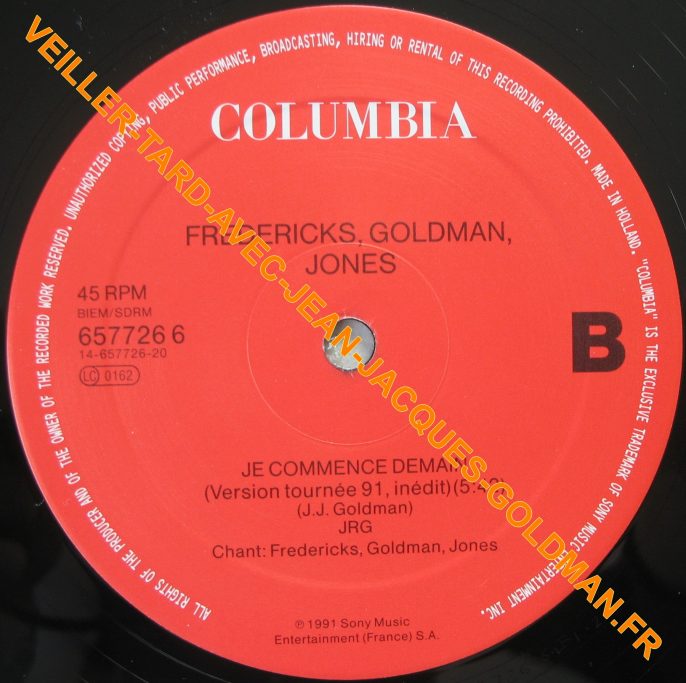 COLUMBIA
FREDERICKS, GOLDMAN,
JONES
45 RPM
BIEM/SDRM
657726 6
14-657726-20
LC 0162
B
JE COMMENCE DEMAIN
(Version tournée 91, inédit)
(J.J. Goldman)
JRG
Chant: Fredericks, Goldman, Jones
℗ 1991 Sony Music
Entertainment (France) S.A.
ALL RIGHTS OF THE PRODUCER AND OF THE OWNER OF THE RECORDED WORK RESERVED. UNAUTHORIZED COPYING, PUBLIC PERFORMANCE, BROADCASTING, HIRING OR RENTAL OF THIS RECORDING PROHIBITED. MADE IN HOLLAND. "COLUMBIA" IS THE EXCLUSIVE TRADEMARK OF SONY MUSIC ENTERTAINMENT INC.
VEILLER-TARD-AVEC-JEAN-JACQUES-GOLDMAN.FR